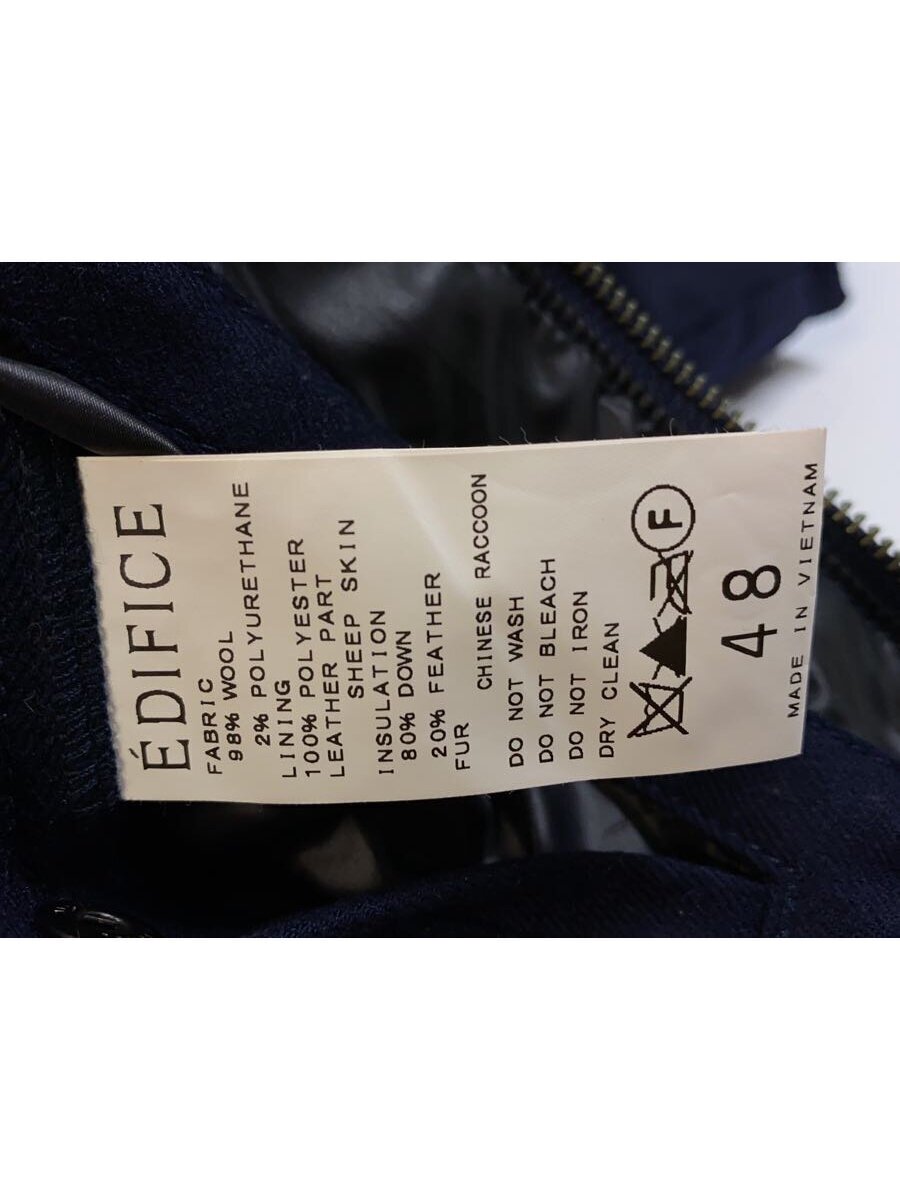 ÉDIFICE
FABRIC
98% WOOL
2% POLYURETHANE
LINING
100% POLYESTER
LEATHER PART
SHEEP SKIN
INSULATION
80% DOWN
20% FEATHER
FUR
CHINESE RACCOON
DO NOT WASH
DO NOT BLEACH
DO NOT IRON
DRY CLEAN
F
48
MADE IN VIETNAM